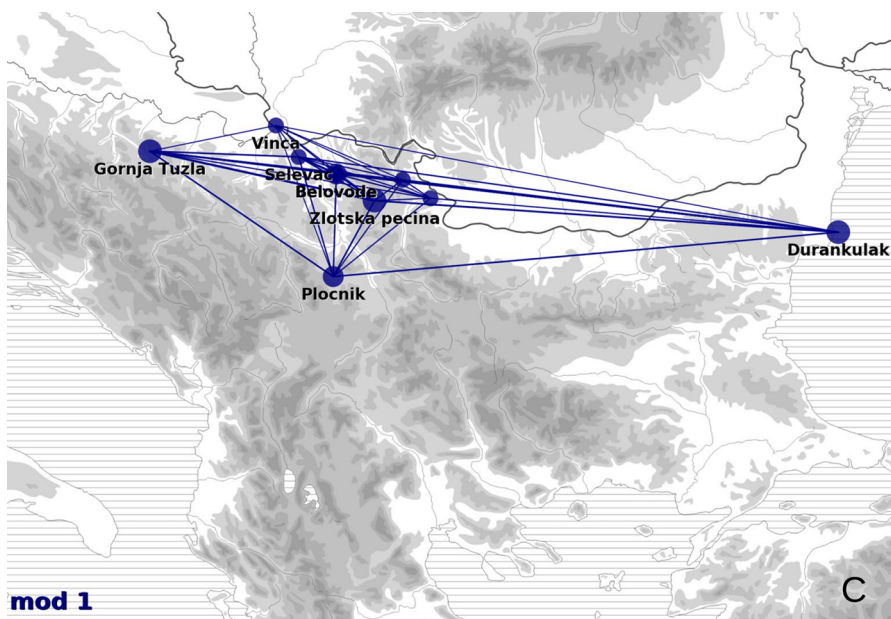 Vinca
Gornja Tuzla
Selevac
Belovode
Zlotska pecina
Durankulak
Plocnik
mod 1
C